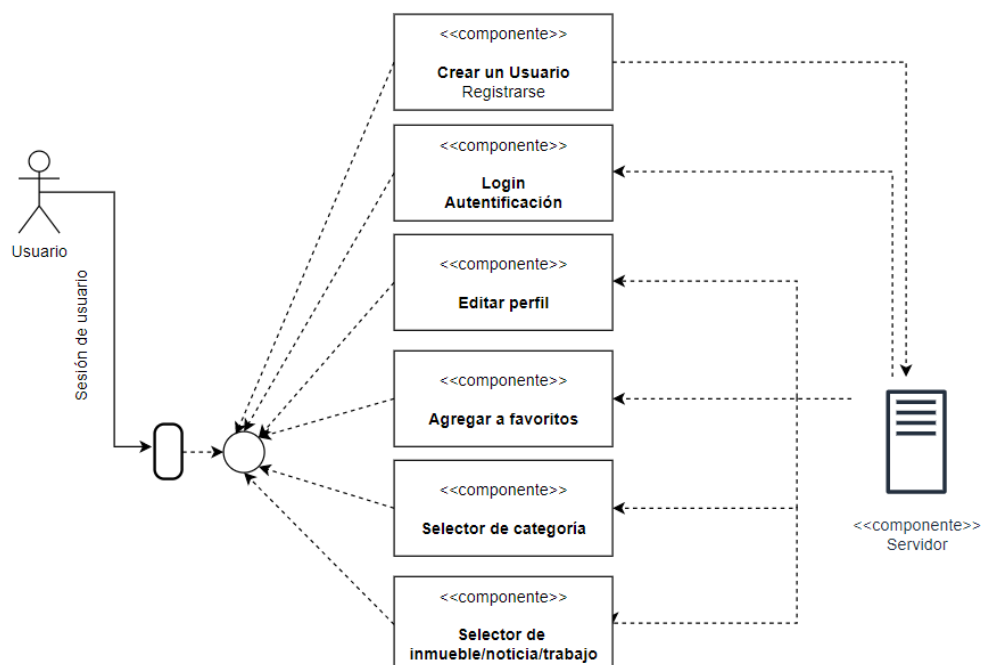 <<componente>>
Crear un Usuario
Registrarse
<<componente>>
Login
Autentificación
Usuario
Sesión de usuario
<<componente>>
Editar perfil
<<componente>>
Agregar a favoritos
<<componente>>
Selector de categoría
<<componente>>
Servidor
<<componente>>
Selector de
inmueble/noticia/trabajo